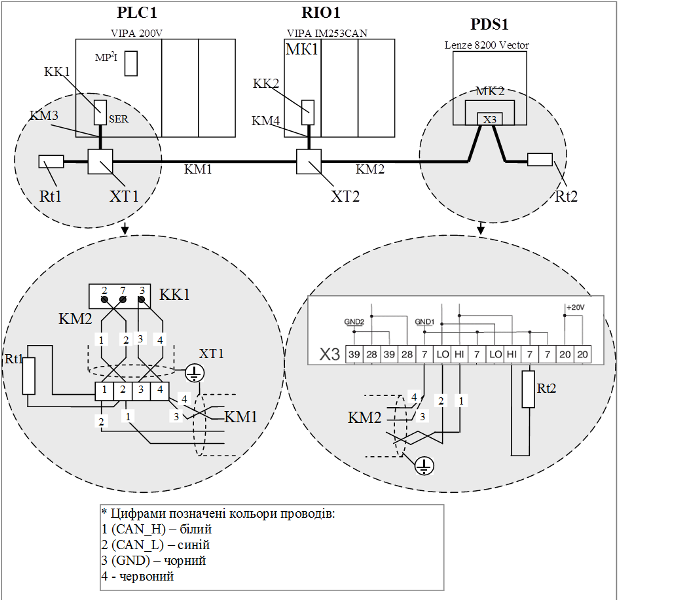 PLC1
RIO1
PDS1
VIPA 200V
VIPA IM253CAN
Lenze 8200 Vector
MP²I
MK1
KK1
KK2
MK2
KM3
SER
KM4
X3
KM1
KM2
Rt1
XT1
XT2
Rt2
2 7 3
KK1
KM2
1 2 3 4
Rt1
XT1
1 2 3 4
4
3
KM1
2
1
+20V
GND2
GND1
X3
39 28 39 28 7 LO HI 7 LO HI 7 7 20 20
Rt2
KM2
4
3
2
1
* Цифрами позначені кольори проводів:
1 (CAN_H) – білий
2 (CAN_L) – синій
3 (GND) – чорний
4 - червоний